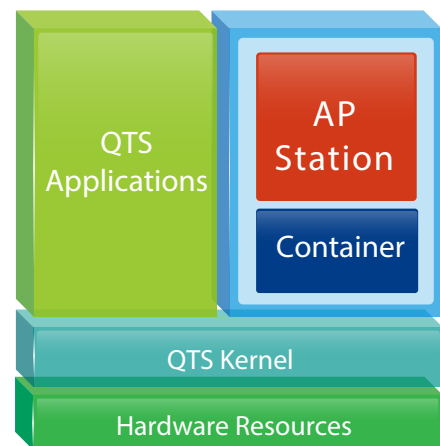 QTS
Applications
AP
Station
Container
QTS Kernel
Hardware Resources